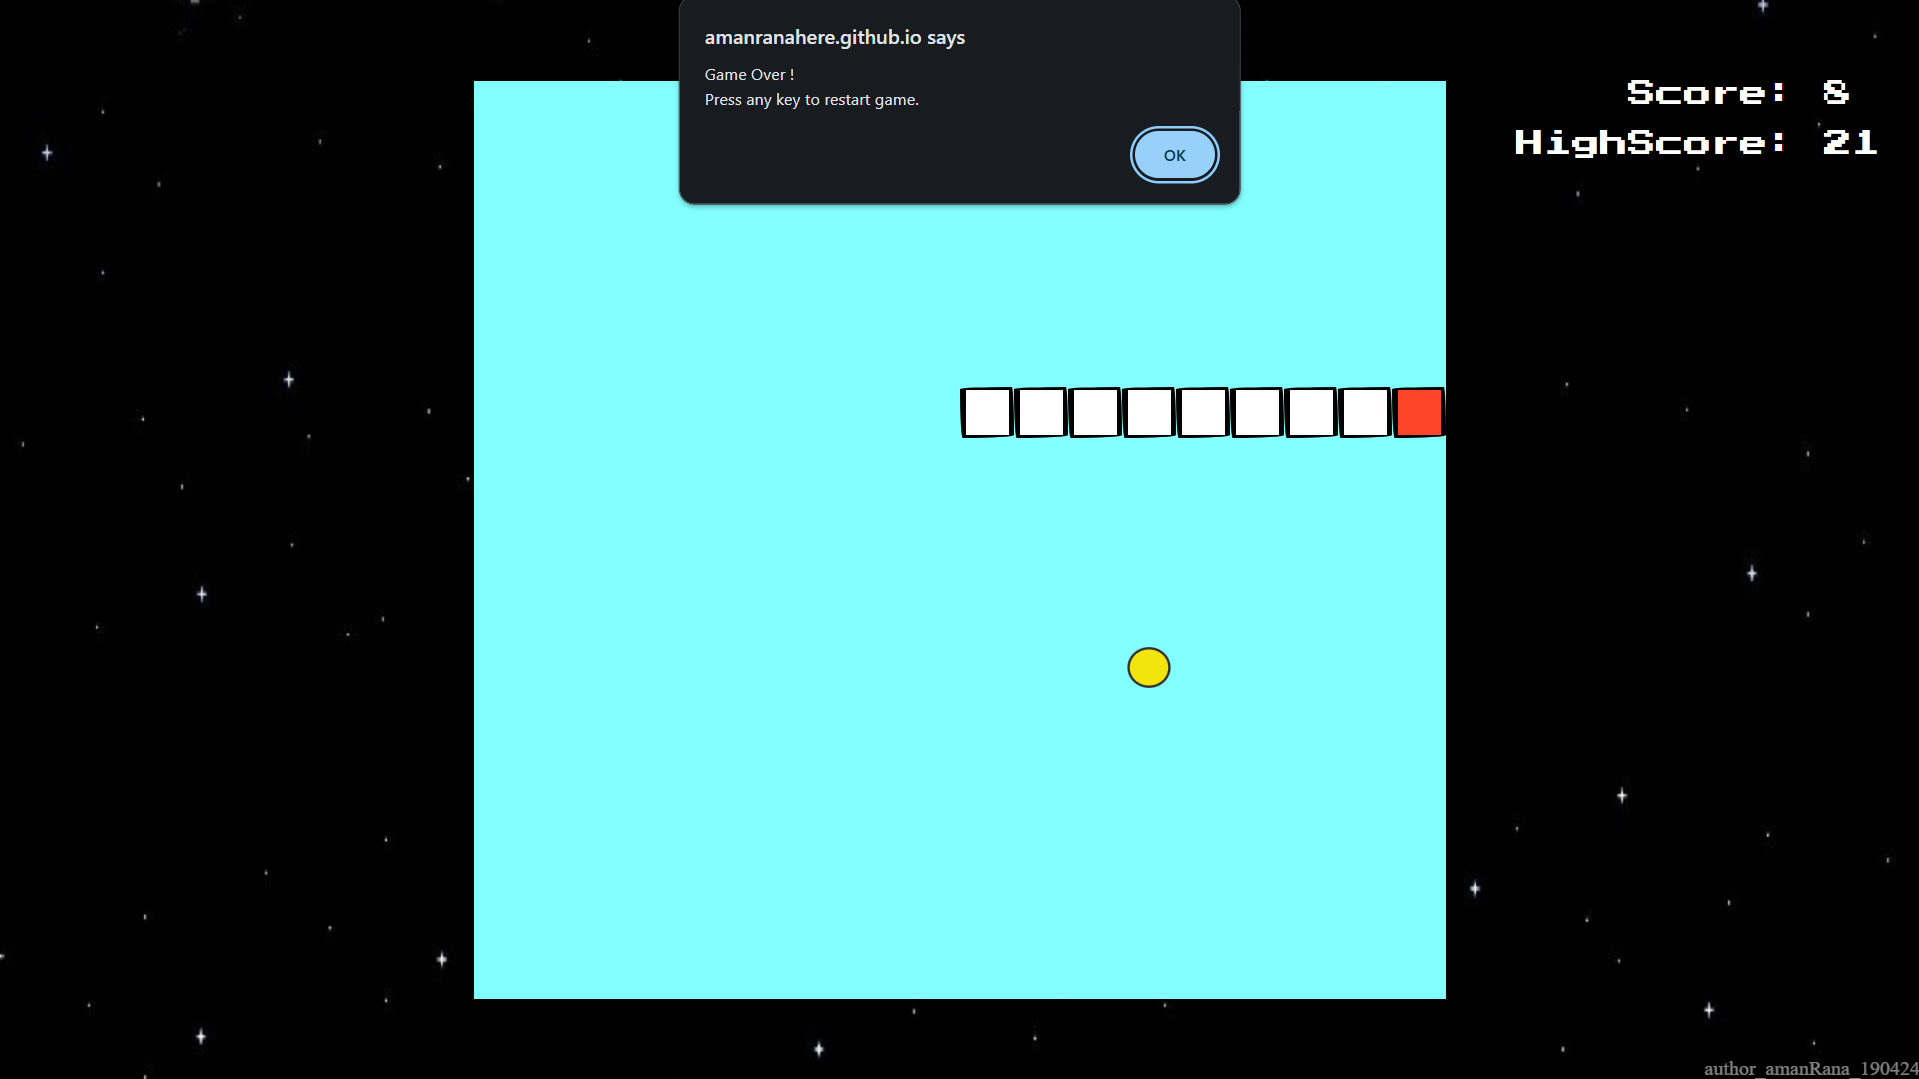 amanranahere.github.io says
Game Over !
Press any key to restart game.
OK
Score: 8
HighScore: 21
author_amanRana_190424